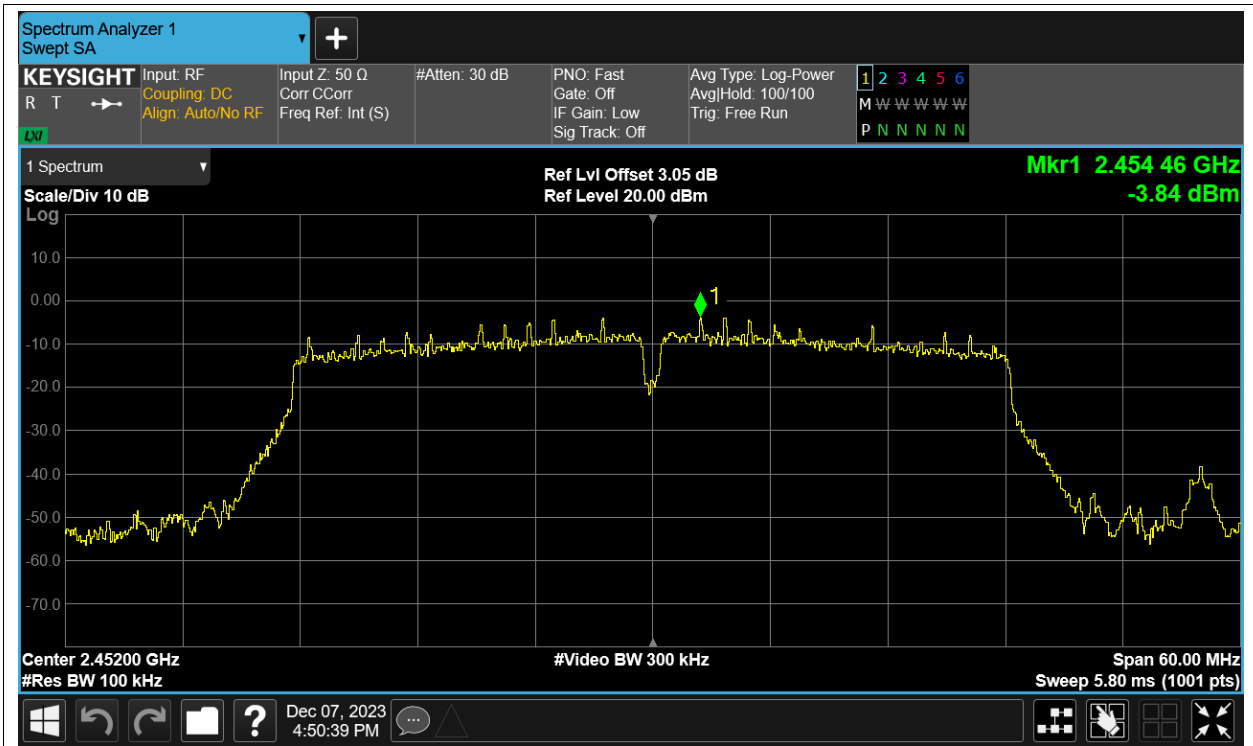 Spectrum Analyzer 1
Swept SA
KEYSIGHT
R T
LXI
Input: RF
Coupling: DC
Align: Auto/No RF
Input Z: 50 Ω
Corr CCorr
Freq Ref: Int (S)
#Atten: 30 dB
PNO: Fast
Gate: Off
IF Gain: Low
Sig Track: Off
Avg Type: Log-Power
Avg|Hold: 100/100
Trig: Free Run
1 2 3 4 5 6
M W W W W W
P N N N N N
1 Spectrum
Scale/Div 10 dB
Ref Lvl Offset 3.05 dB
Ref Level 20.00 dBm
Mkr1 2.454 46 GHz
-3.84 dBm
Log
10.0
0.00
-10.0
-20.0
-30.0
-40.0
-50.0
-60.0
-70.0
1
Center 2.45200 GHz
#Res BW 100 kHz
#Video BW 300 kHz
Span 60.00 MHz
Sweep 5.80 ms (1001 pts)
?
Dec 07, 2023
4:50:39 PM